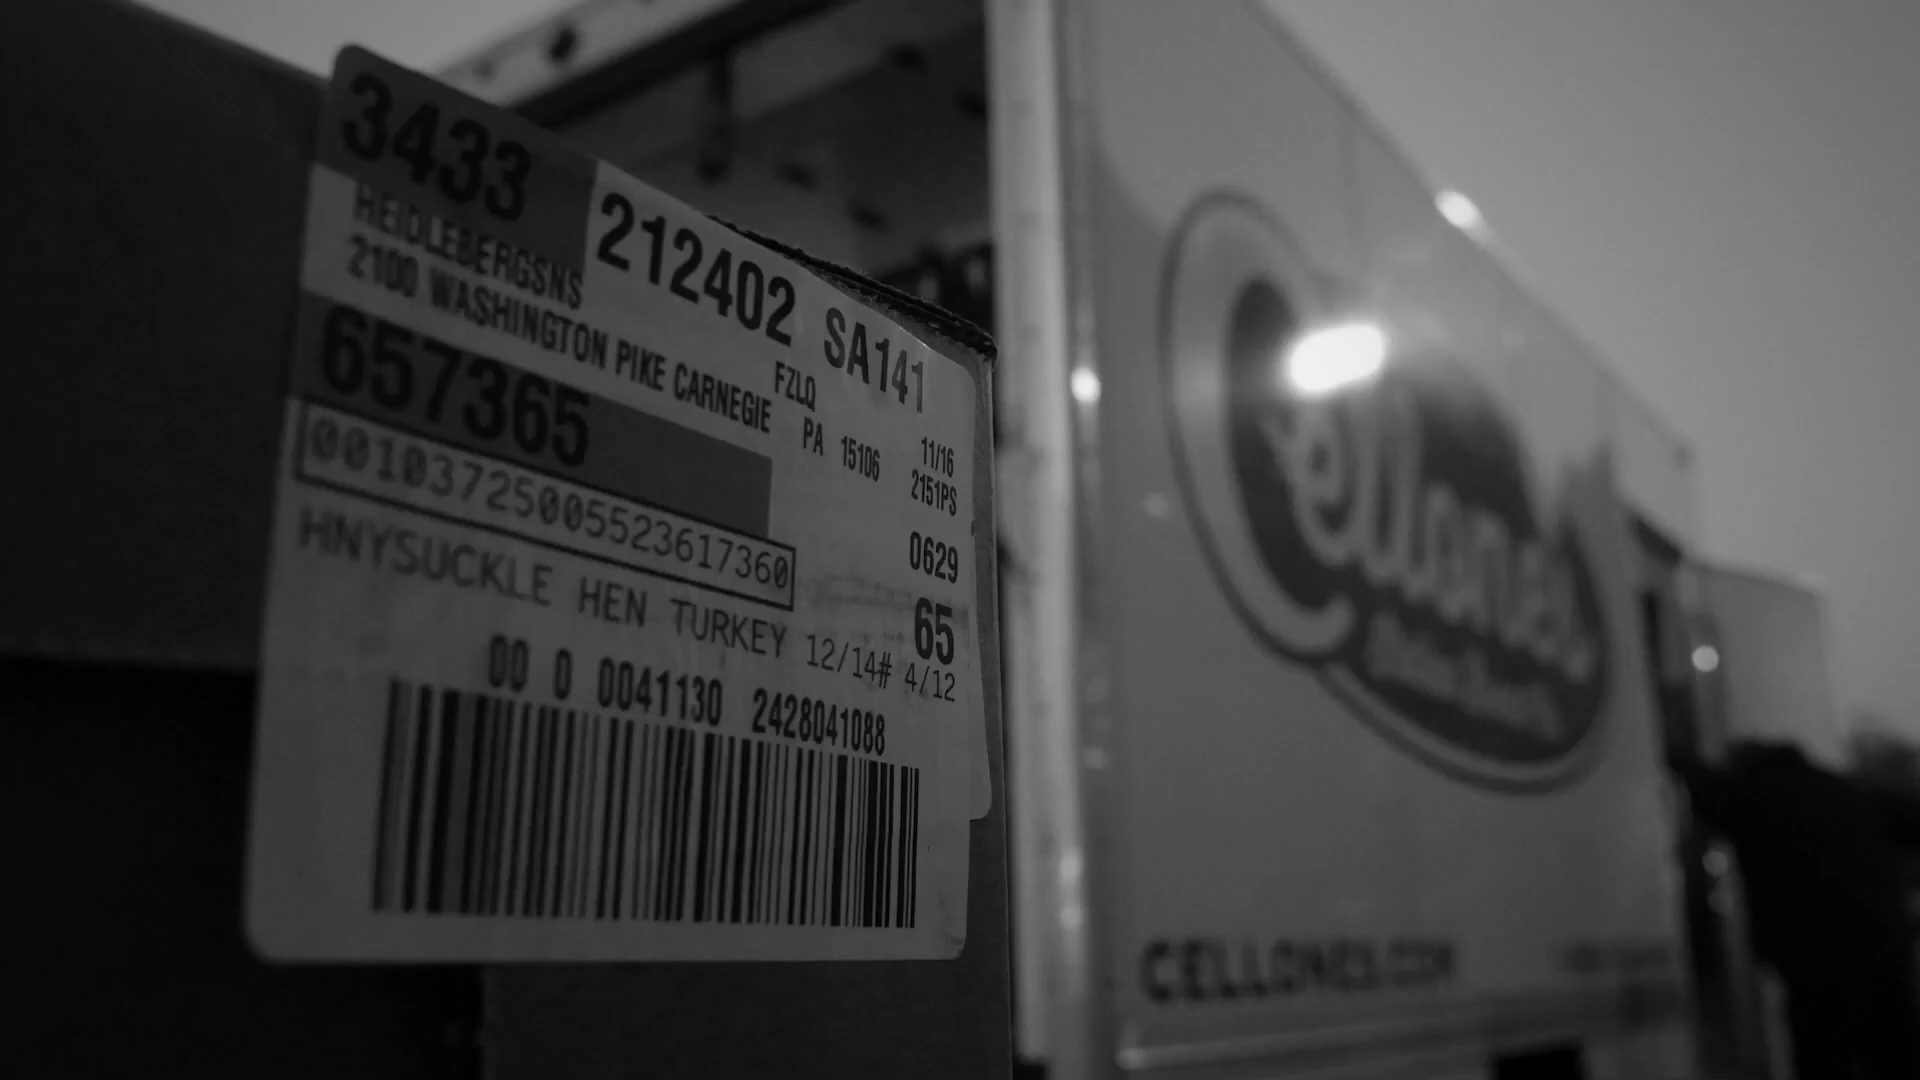 3433
212402 SA141
HEIDLEBERGSNS
FZLQ
2100 WASHINGTON PIKE CARNEGIE PA 15106
11/16
2151PS
657365
0629
00103725005523617360
65
HNYSUCKLE HEN TURKEY 12/14# 4/12
00 0 0041130 2428041088
Cellones
CELLONES.COM